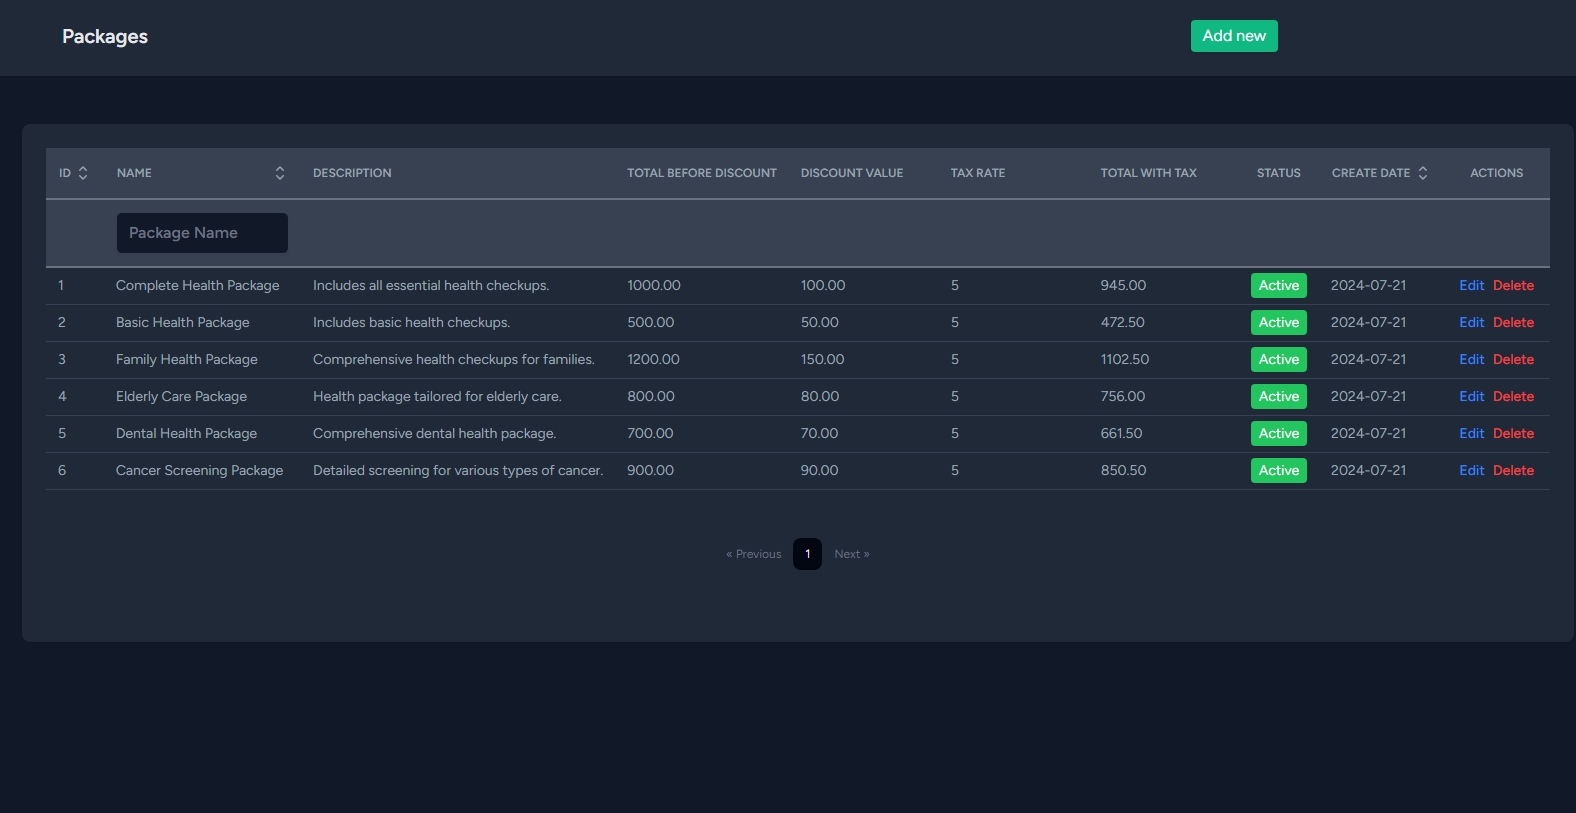 Packages
Add new
ID NAME DESCRIPTION TOTAL BEFORE DISCOUNT DISCOUNT VALUE TAX RATE TOTAL WITH TAX STATUS CREATE DATE ACTIONS
Package Name
1 Complete Health Package Includes all essential health checkups. 1000.00 100.00 5 945.00 Active 2024-07-21 Edit Delete
2 Basic Health Package Includes basic health checkups. 500.00 50.00 5 472.50 Active 2024-07-21 Edit Delete
3 Family Health Package Comprehensive health checkups for families. 1200.00 150.00 5 1102.50 Active 2024-07-21 Edit Delete
4 Elderly Care Package Health package tailored for elderly care. 800.00 80.00 5 756.00 Active 2024-07-21 Edit Delete
5 Dental Health Package Comprehensive dental health package. 700.00 70.00 5 661.50 Active 2024-07-21 Edit Delete
6 Cancer Screening Package Detailed screening for various types of cancer. 900.00 90.00 5 850.50 Active 2024-07-21 Edit Delete
« Previous 1 Next »